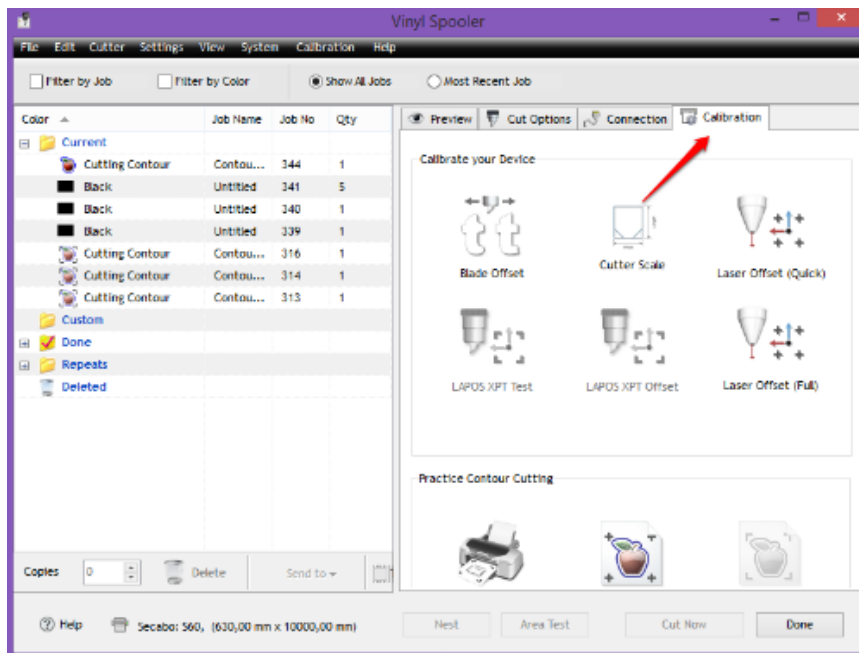 Vinyl Spooler
File Edit Cutter Settings View System Calibration Help
Filter by Job Filter by Color Show All Jobs Most Recent Job
Color Job Name Job No Qty
Current
Cutting Contour Contou... 344 1
Black Untitled 341 5
Black Untitled 340 1
Black Untitled 339 1
Cutting Contour Contou... 316 1
Cutting Contour Contou... 314 1
Cutting Contour Contou... 313 1
Custom
Done
Repeats
Deleted
Copies 0 Delete Send to
Preview Cut Options Connection Calibration
Calibrate your Device
Blade Offset Cutter Scale Laser Offset (Quick)
LAPOS XPT Test LAPOS XPT Offset Laser Offset (Full)
Practice Contour Cutting
Help Secabo: S60, (630,00 mm x 10000,00 mm) Nest Area Test Cut Now Done